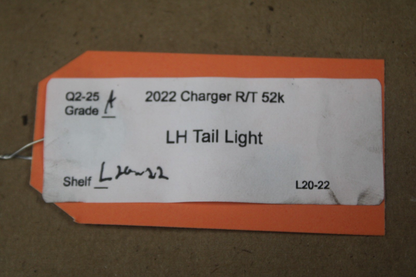 Q2-25
Grade A
2022 Charger R/T 52k
LH Tail Light
Shelf L20-22
L20-22